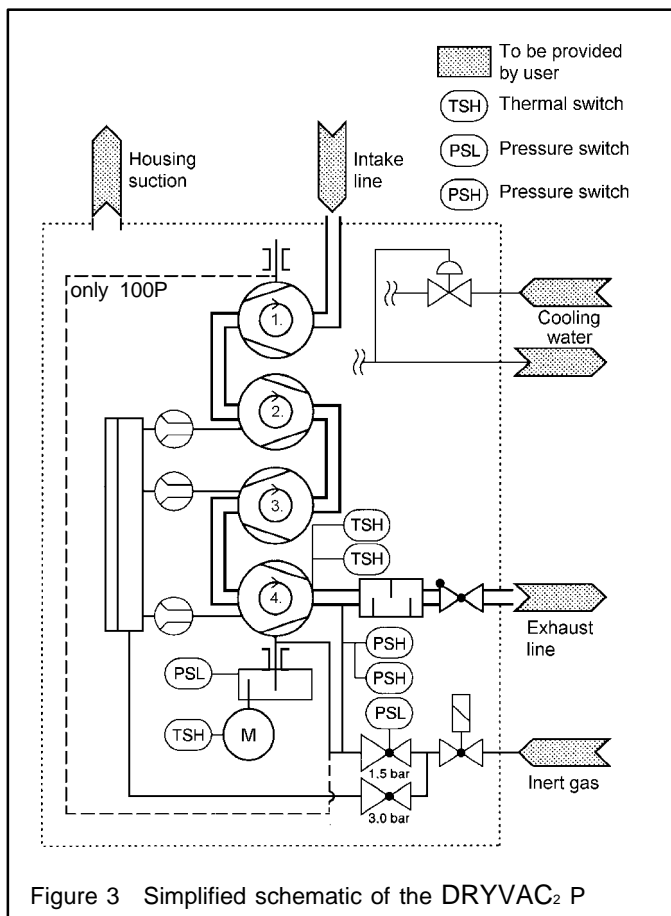 To be provided
by user
TSH Thermal switch
PSL Pressure switch
PSH Pressure switch
Housing
suction
Intake
line
only 100P
1.
Cooling
water
2.
3.
TSH
TSH
4.
Exhaust
line
PSH
PSL
PSH
PSL
TSH
M
1.5 bar
Inert gas
3.0 bar
Figure 3 Simplified schematic of the DRYVAC₂ P